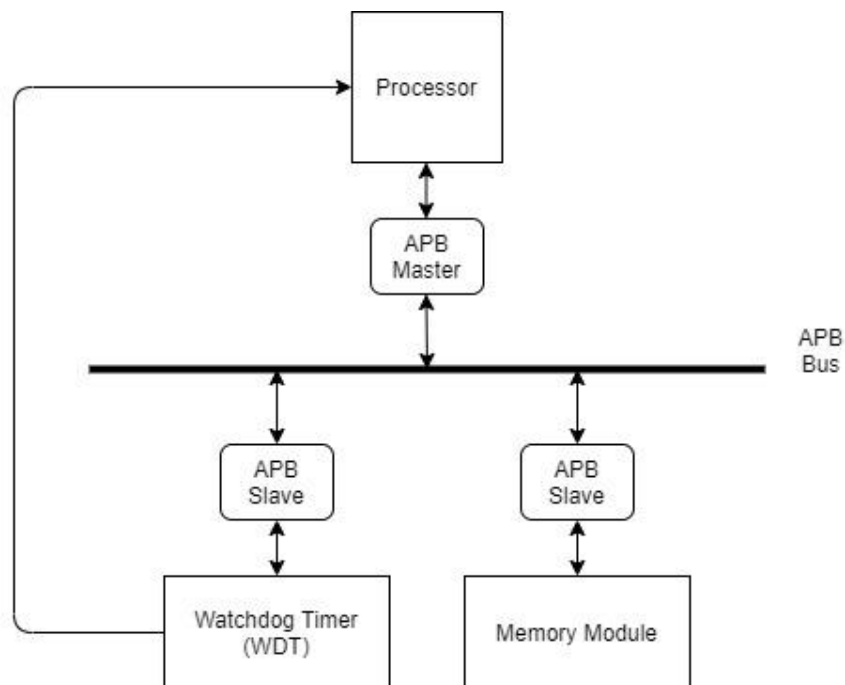 Processor
APB
Master
APB
Bus
APB
Slave
APB
Slave
Watchdog Timer
(WDT)
Memory Module